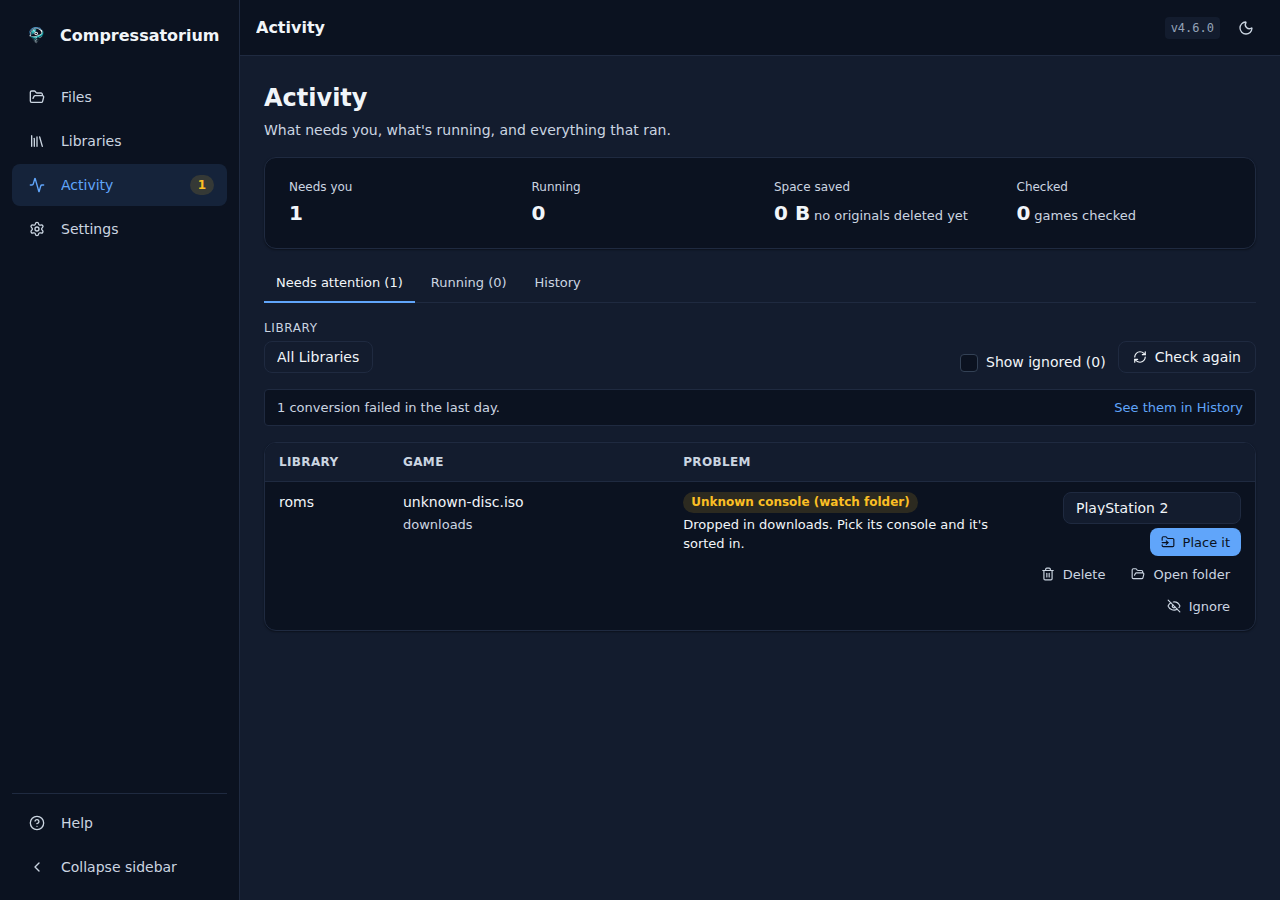 Compressatorium
Activity
v4.6.0
Files
Libraries
Activity 1
Settings
Help
Collapse sidebar
Activity
What needs you, what's running, and everything that ran.
Needs you
1
Running
0
Space saved
0 B no originals deleted yet
Checked
0 games checked
Needs attention (1)
Running (0)
History
LIBRARY
All Libraries
Show ignored (0)
Check again
1 conversion failed in the last day.
See them in History
LIBRARY
GAME
PROBLEM
roms
unknown-disc.iso
downloads
Unknown console (watch folder)
Dropped in downloads. Pick its console and it's
sorted in.
PlayStation 2
Place it
Delete
Open folder
Ignore